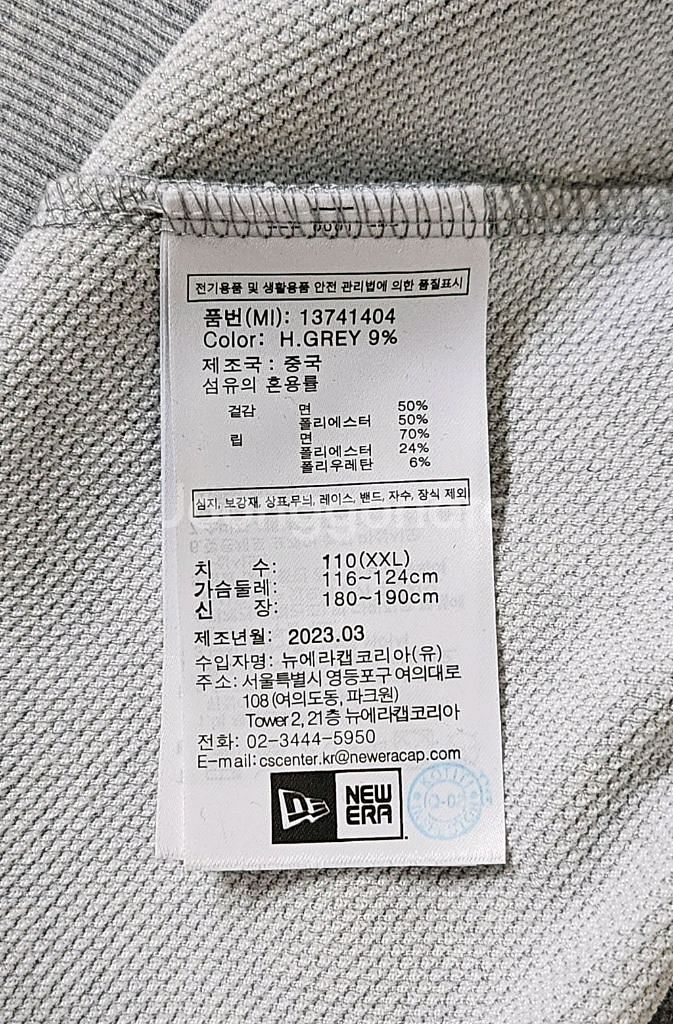 전기용품 및 생활용품 안전 관리법에 의한 품질표시
품번(MI): 13741404
Color: H.GREY 9%
제조국 : 중국
섬유의 혼용률
겉감 면 50%
폴리에스터 50%
립 면 70%
폴리에스터 24%
폴리우레탄 6%
심지, 보강재, 상표,무늬, 레이스, 밴드, 자수, 장식 제외
치 수: 110(XXL)
가슴둘레: 116~124cm
신 장: 180~190cm
제조년월: 2023.03
수입자명: 뉴에라캡코리아(유)
주소: 서울특별시 영등포구 여의대로
108 (여의도동, 파크원)
Tower 2, 21층 뉴에라캡코리아
전화: 02-3444-5950
E-mail:cscenter.kr@neweracap.com
NEW
ERA
KOTITI